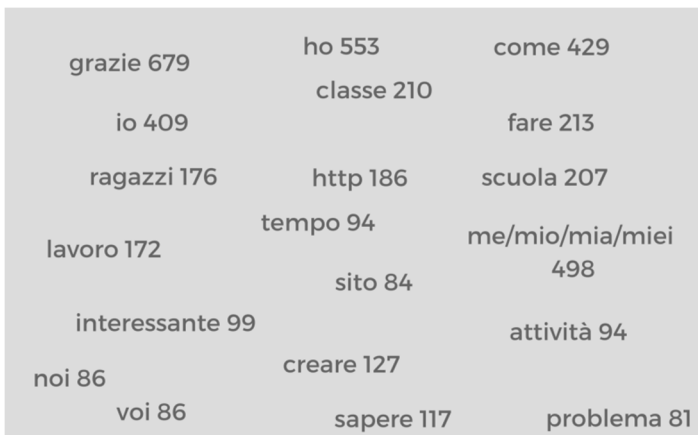 grazie 679
ho 553
come 429
classe 210
io 409
fare 213
ragazzi 176
http 186
scuola 207
tempo 94
lavoro 172
me/mio/mia/miei
498
sito 84
interessante 99
attività 94
noi 86
creare 127
voi 86
sapere 117
problema 81